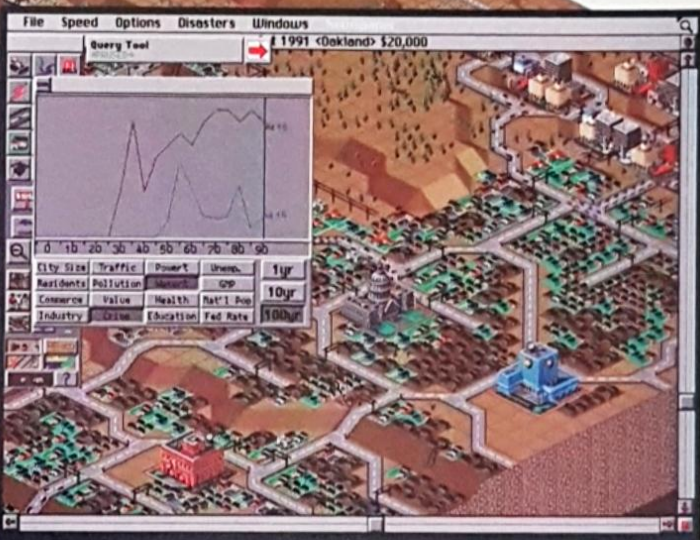 File Speed Options Disasters Windows
Query Tool
t 1991 <Oakland> $20,000
0 10 20 30 40 50 60 70 80 90
City Size Traffic Power% Unemp. 1yr
Residents Pollution Water% GNP
Commerce Value Health Nat'l Pop 10yr
Industry Crime Education Fed Rate 100yr
?